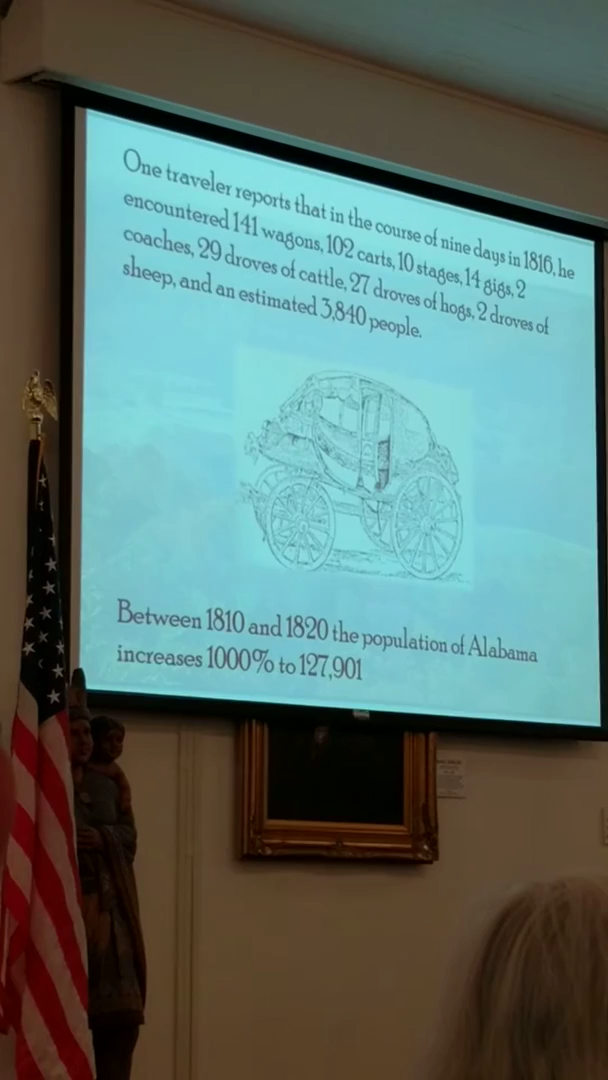 One traveler reports that in the course of nine days in 1816, he
encountered 141 wagons, 102 carts, 10 stages, 14 gigs, 2
coaches, 29 droves of cattle, 27 droves of hogs, 2 droves of
sheep, and an estimated 3,840 people.
Between 1810 and 1820 the population of Alabama
increases 1000% to 127,901